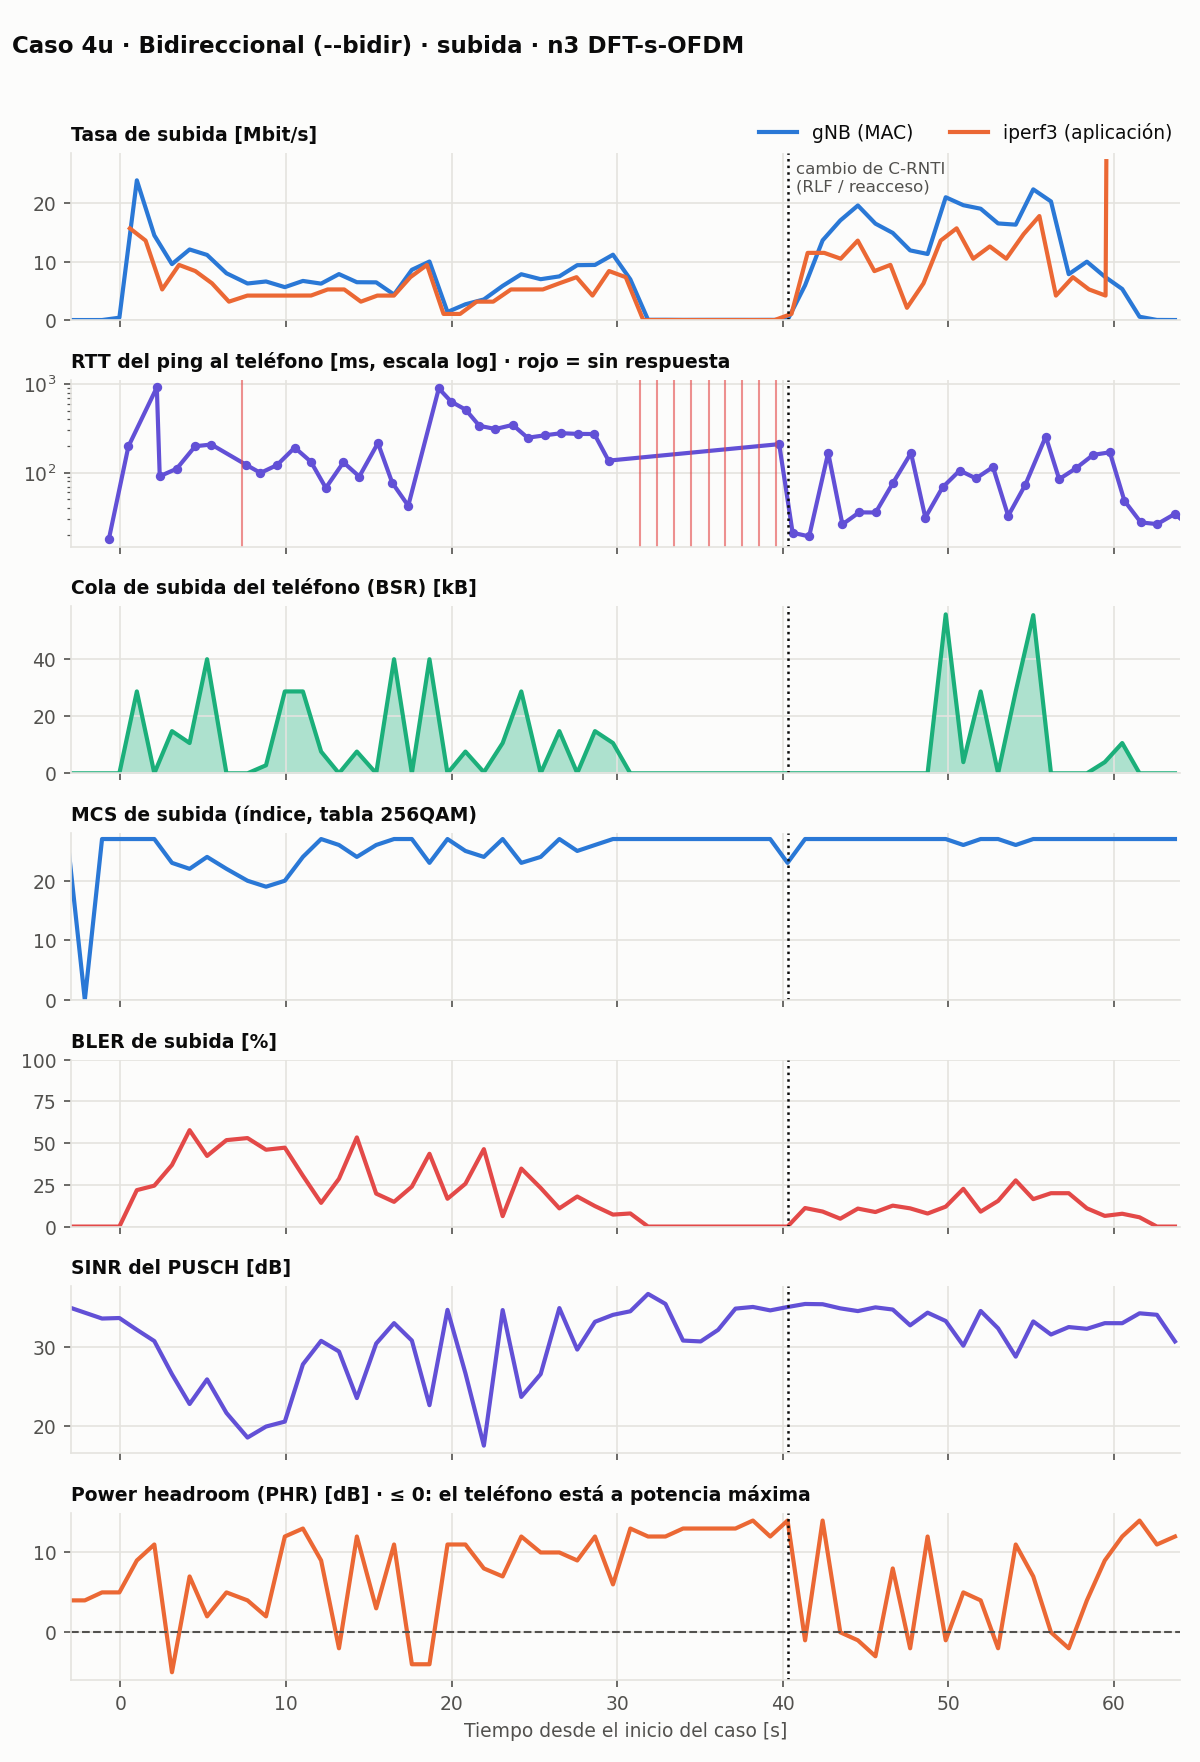 Caso 4u · Bidireccional (--bidir) · subida · n3 DFT-s-OFDM
Tasa de subida [Mbit/s]
gNB (MAC)
iperf3 (aplicación)
cambio de C-RNTI
(RLF / reacceso)
20
10
0
RTT del ping al teléfono [ms, escala log] · rojo = sin respuesta
10³
10²
Cola de subida del teléfono (BSR) [kB]
40
20
0
MCS de subida (índice, tabla 256QAM)
20
10
0
BLER de subida [%]
100
75
50
25
0
SINR del PUSCH [dB]
30
20
Power headroom (PHR) [dB] · ≤ 0: el teléfono está a potencia máxima
10
0
0 10 20 30 40 50 60
Tiempo desde el inicio del caso [s]